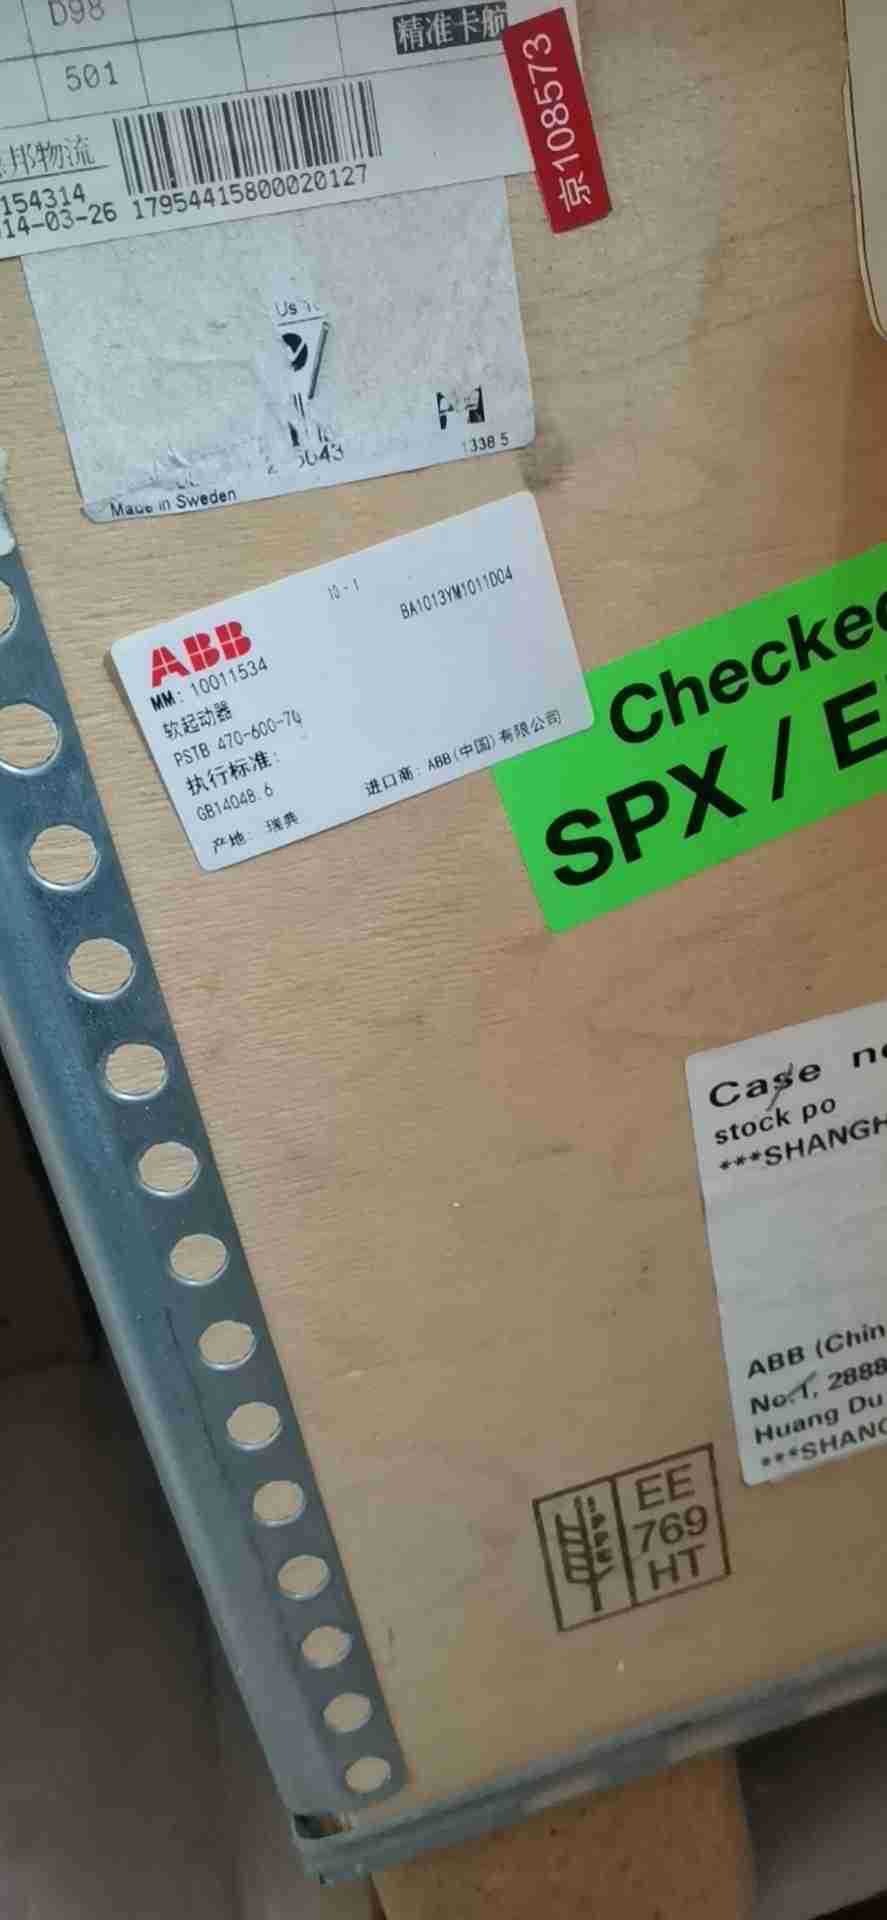 D98
精准卡航
501
邦物流
154314
14-03-26 17954415800020127
京108573
Us
1338 5
Made in Sweden
10-1
BA1013YM1011D04
ABB
MM: 10011534
软起动器
PSTB 470-600-70
执行标准:
GB14048.6
产地: 瑞典
进口商: ABB(中国)有限公司
Checked
SPX / E
Case n
stock po
***SHANGH
ABB (Chin
No.1, 2888
Huang Du
***SHANG
IPPC
EE
769
HT